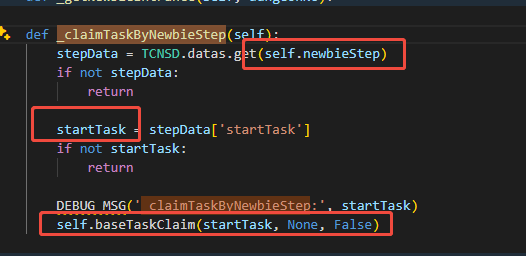 def _claimTaskByNewbieStep(self):
stepData = TCNSD.datas.get(self.newbieStep)
if not stepData:
return
startTask = stepData['startTask']
if not startTask:
return
DEBUG_MSG('_claimTaskByNewbieStep:', startTask)
self.baseTaskClaim(startTask, None, False)